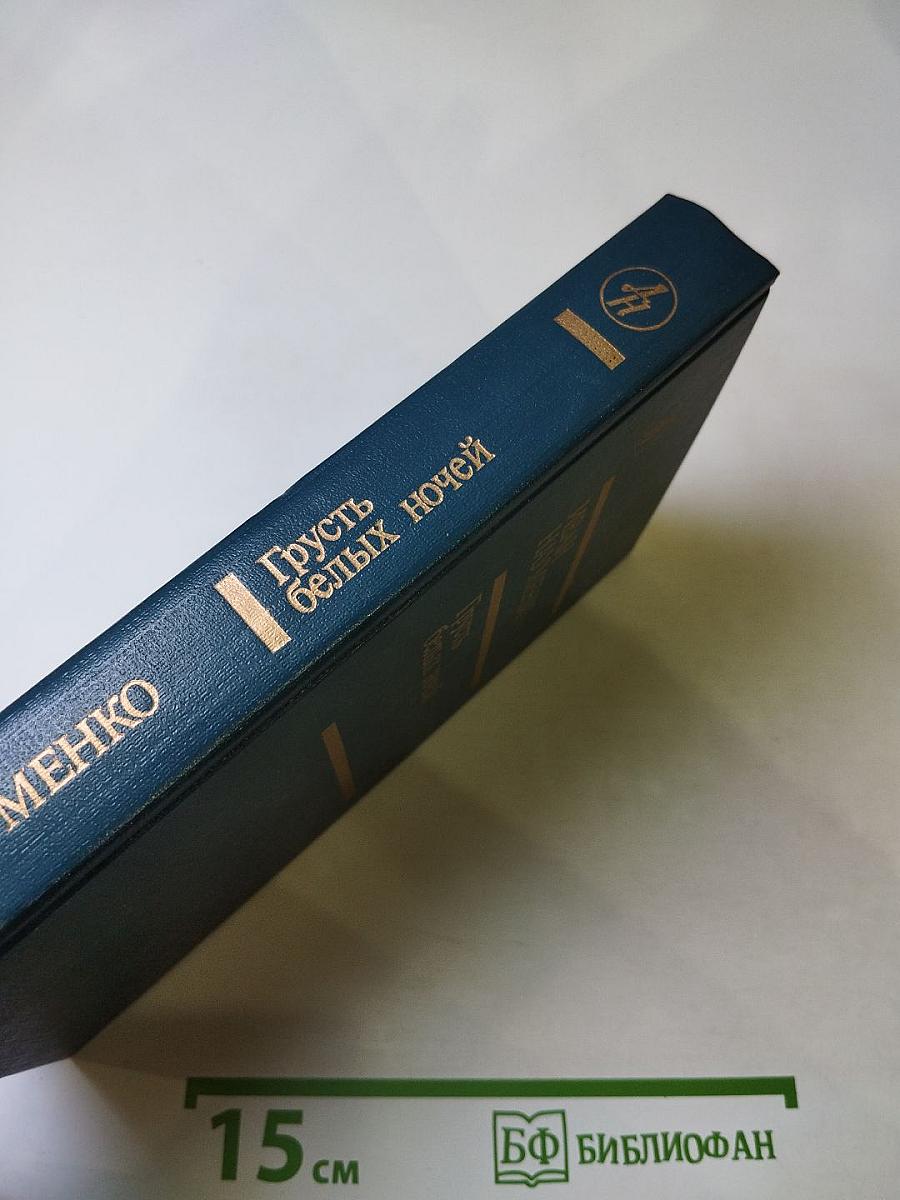 МЕНКО
Грусть
белых ночей
15 см
БФ БИБЛИОФАН